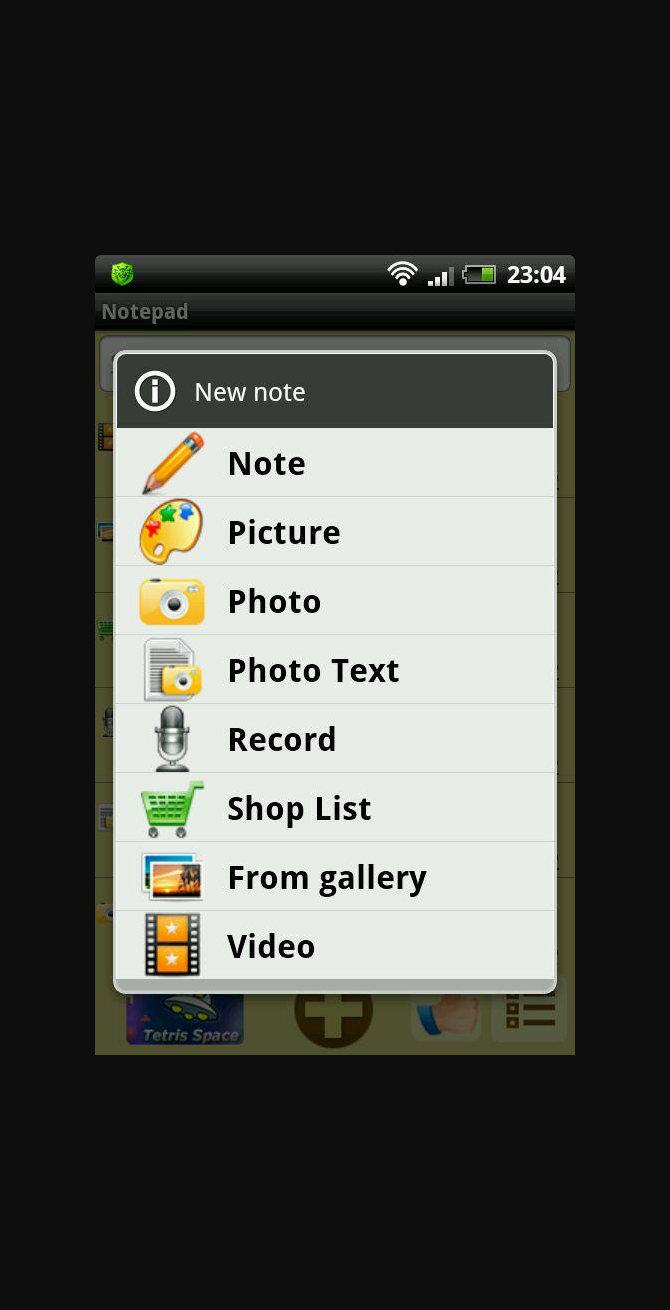 23:04
Notepad
New note
Note
Picture
Photo
Photo Text
Record
Shop List
From gallery
Video
Tetris Space